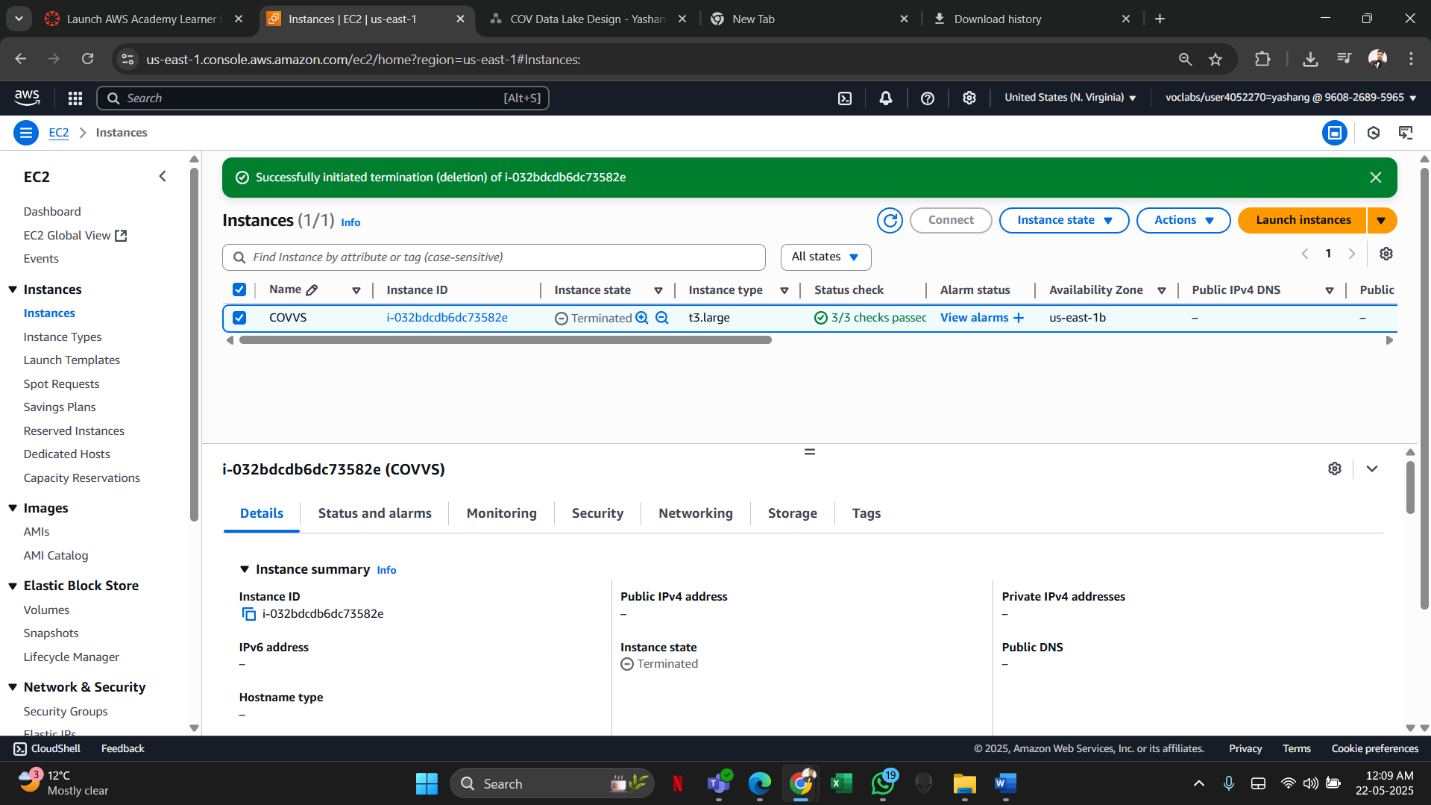 Launch AWS Academy Learner
Instances | EC2 | us-east-1
COV Data Lake Design - Yashan
New Tab
Download history
us-east-1.console.aws.amazon.com/ec2/home?region=us-east-1#Instances:
aws
Search
[Alt+S]
United States (N. Virginia)
voclabs/user4052270=yashang @ 9608-2689-5965
EC2
Instances
EC2
Dashboard
EC2 Global View
Events
Instances
Instances
Instance Types
Launch Templates
Spot Requests
Savings Plans
Reserved Instances
Dedicated Hosts
Capacity Reservations
Images
AMIs
AMI Catalog
Elastic Block Store
Volumes
Snapshots
Lifecycle Manager
Network & Security
Security Groups
Elastic IPs
Successfully initiated termination (deletion) of i-032bdcdb6dc73582e
Instances (1/1) Info
Connect
Instance state
Actions
Launch instances
Find Instance by attribute or tag (case-sensitive)
All states
1
Name
Instance ID
Instance state
Instance type
Status check
Alarm status
Availability Zone
Public IPv4 DNS
Public
COVVS
i-032bdcdb6dc73582e
Terminated
t3.large
3/3 checks passec
View alarms +
us-east-1b
–
–
i-032bdcdb6dc73582e (COVVS)
Details
Status and alarms
Monitoring
Security
Networking
Storage
Tags
Instance summary Info
Instance ID
i-032bdcdb6dc73582e
Public IPv4 address
–
Private IPv4 addresses
–
IPv6 address
–
Instance state
Terminated
Public DNS
–
Hostname type
–
CloudShell
Feedback
© 2025, Amazon Web Services, Inc. or its affiliates.
Privacy
Terms
Cookie preferences
3
12°C
Mostly clear
Search
19
12:09 AM
22-05-2025